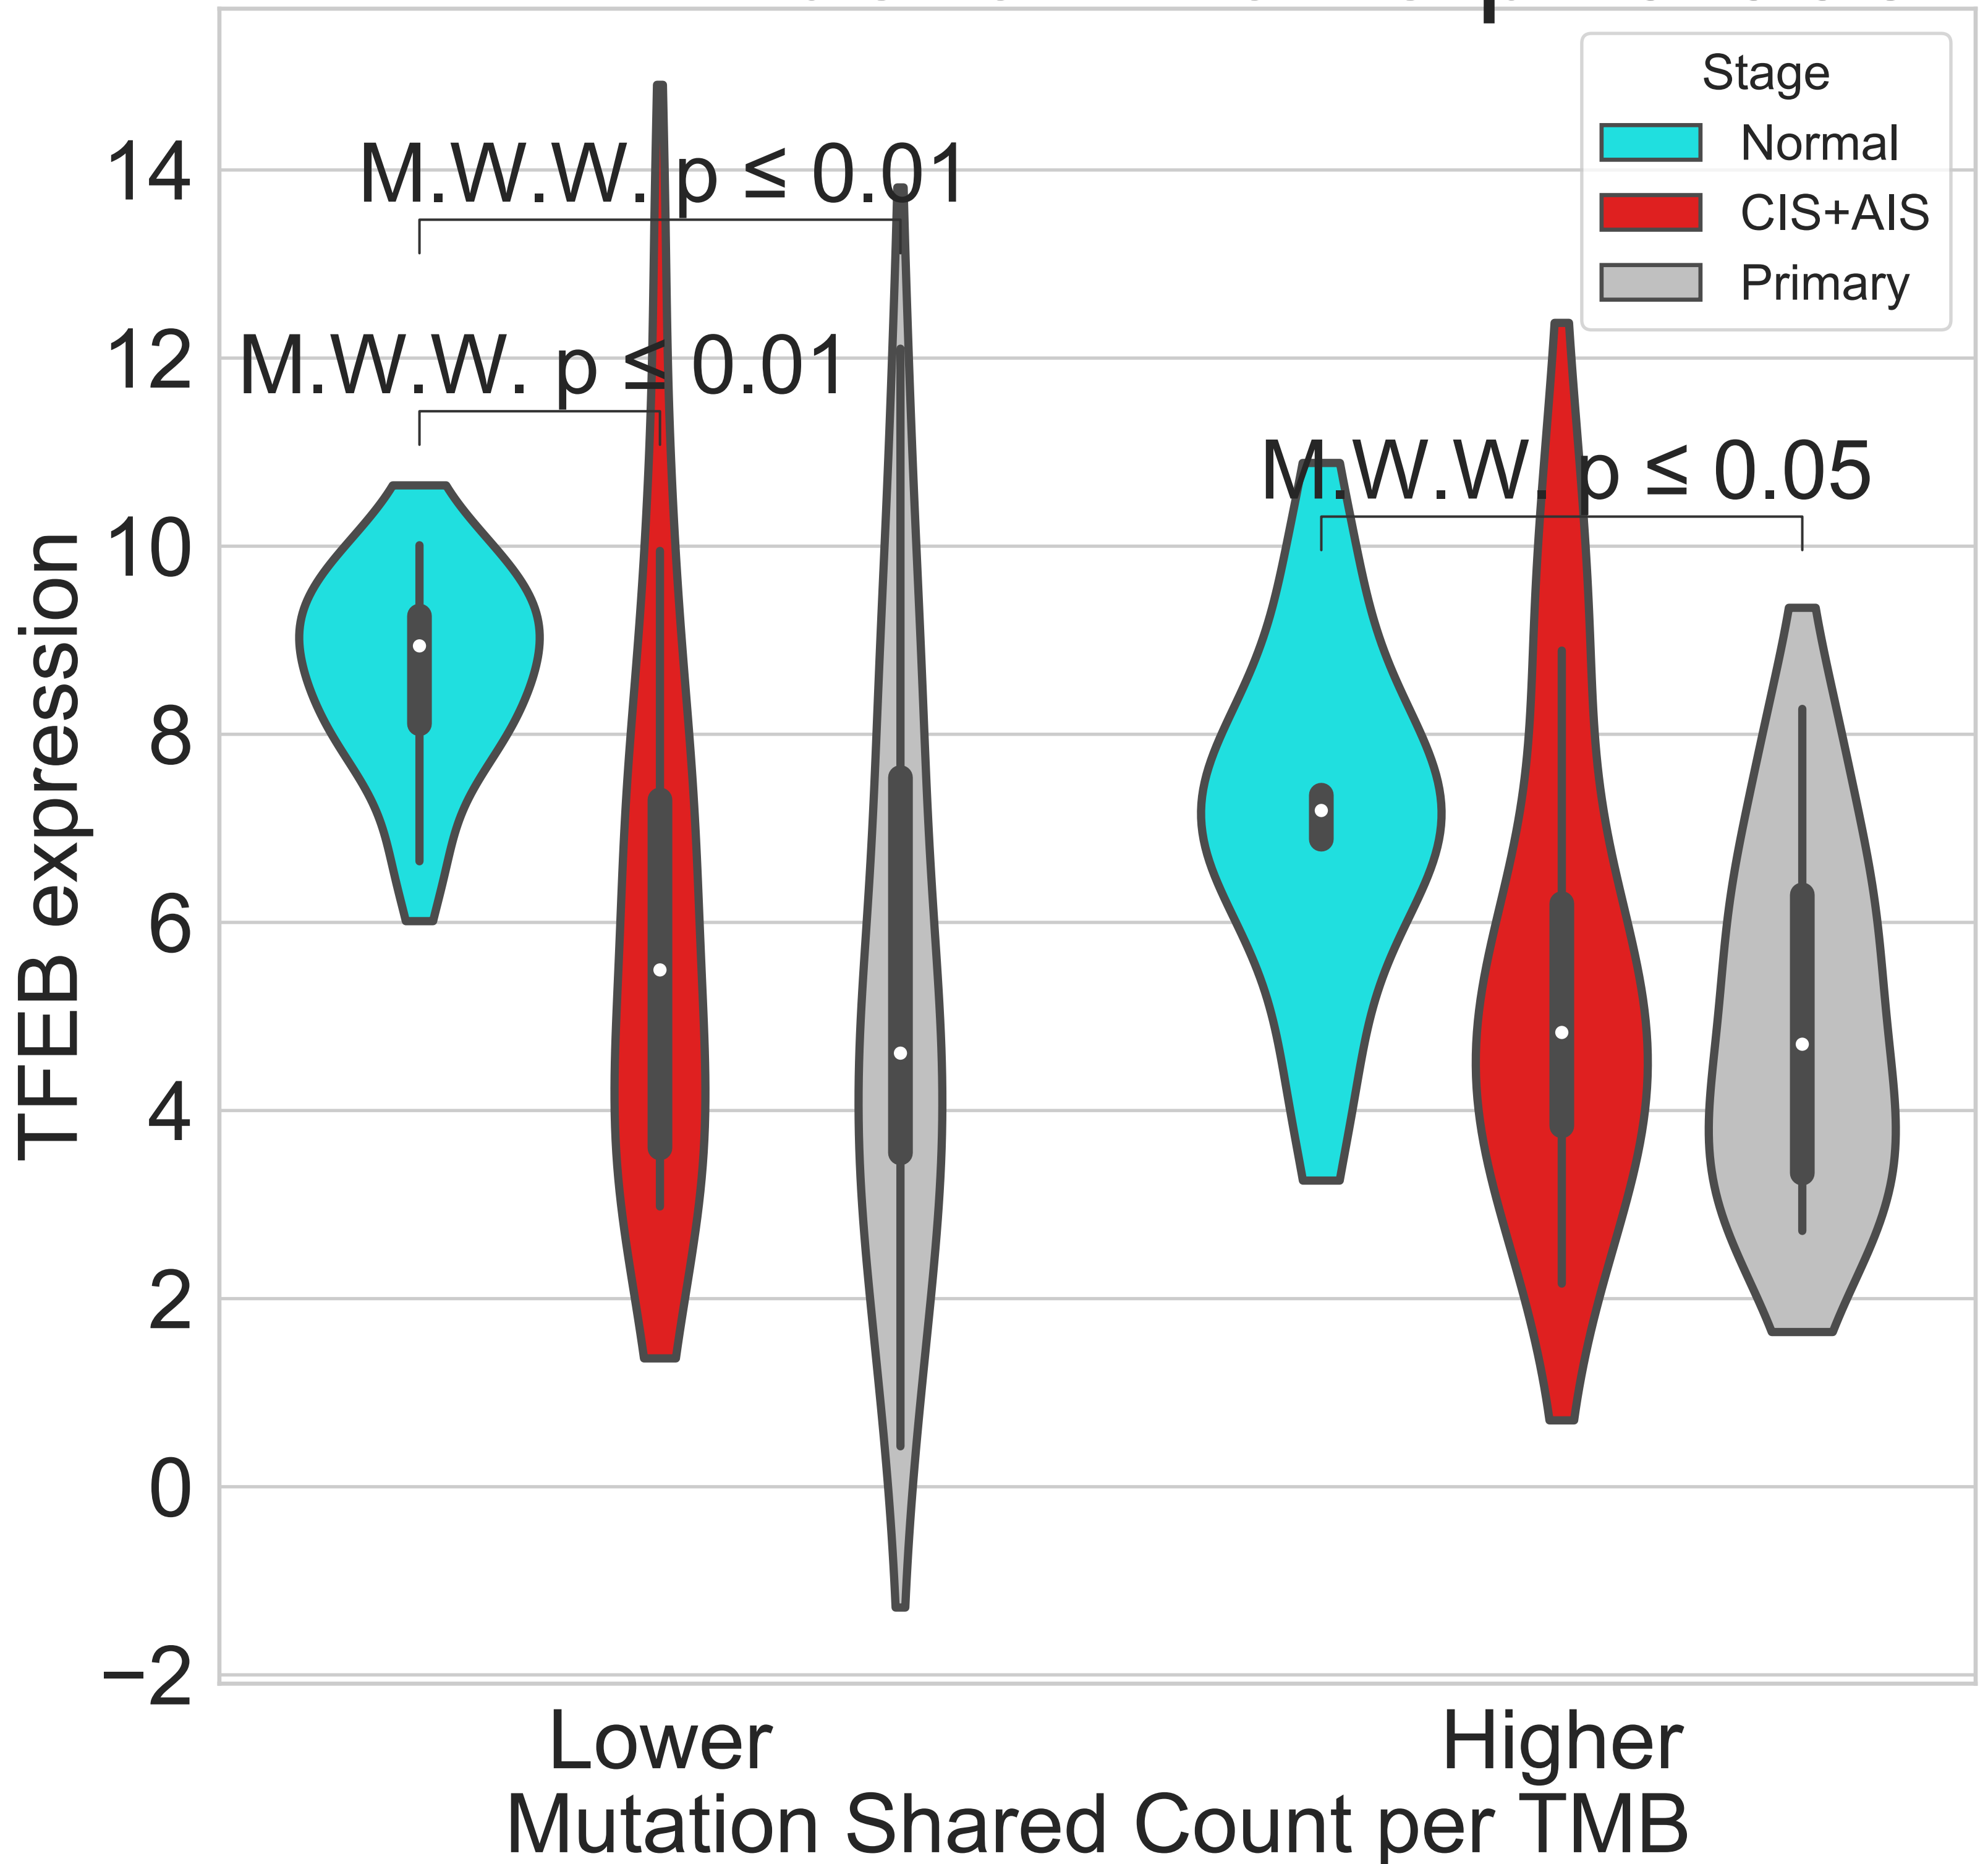 Stage
Normal
CIS+AIS
Primary
M.W.W. p ≤ 0.01
M.W.W. p ≤ 0.01
M.W.W. p ≤ 0.05
14
12
10
8
6
4
2
0
−2
TFEB expression
Lower
Higher
Mutation Shared Count per TMB